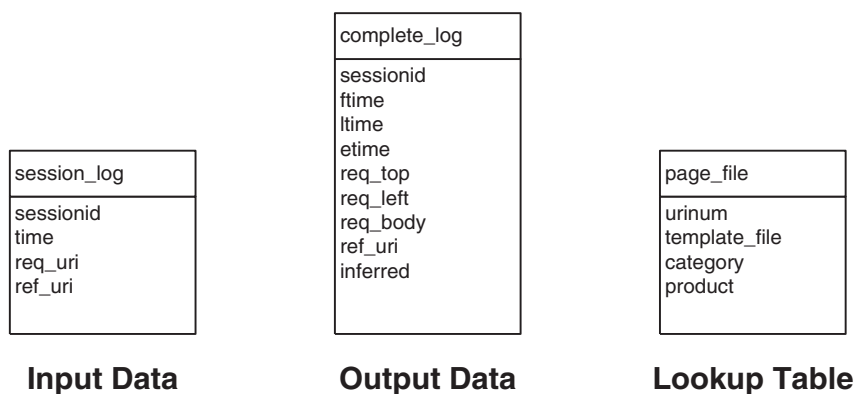 session_log
sessionid
time
req_uri
ref_uri
Input Data
complete_log
sessionid
ftime
ltime
etime
req_top
req_left
req_body
ref_uri
inferred
Output Data
page_file
urinum
template_file
category
product
Lookup Table